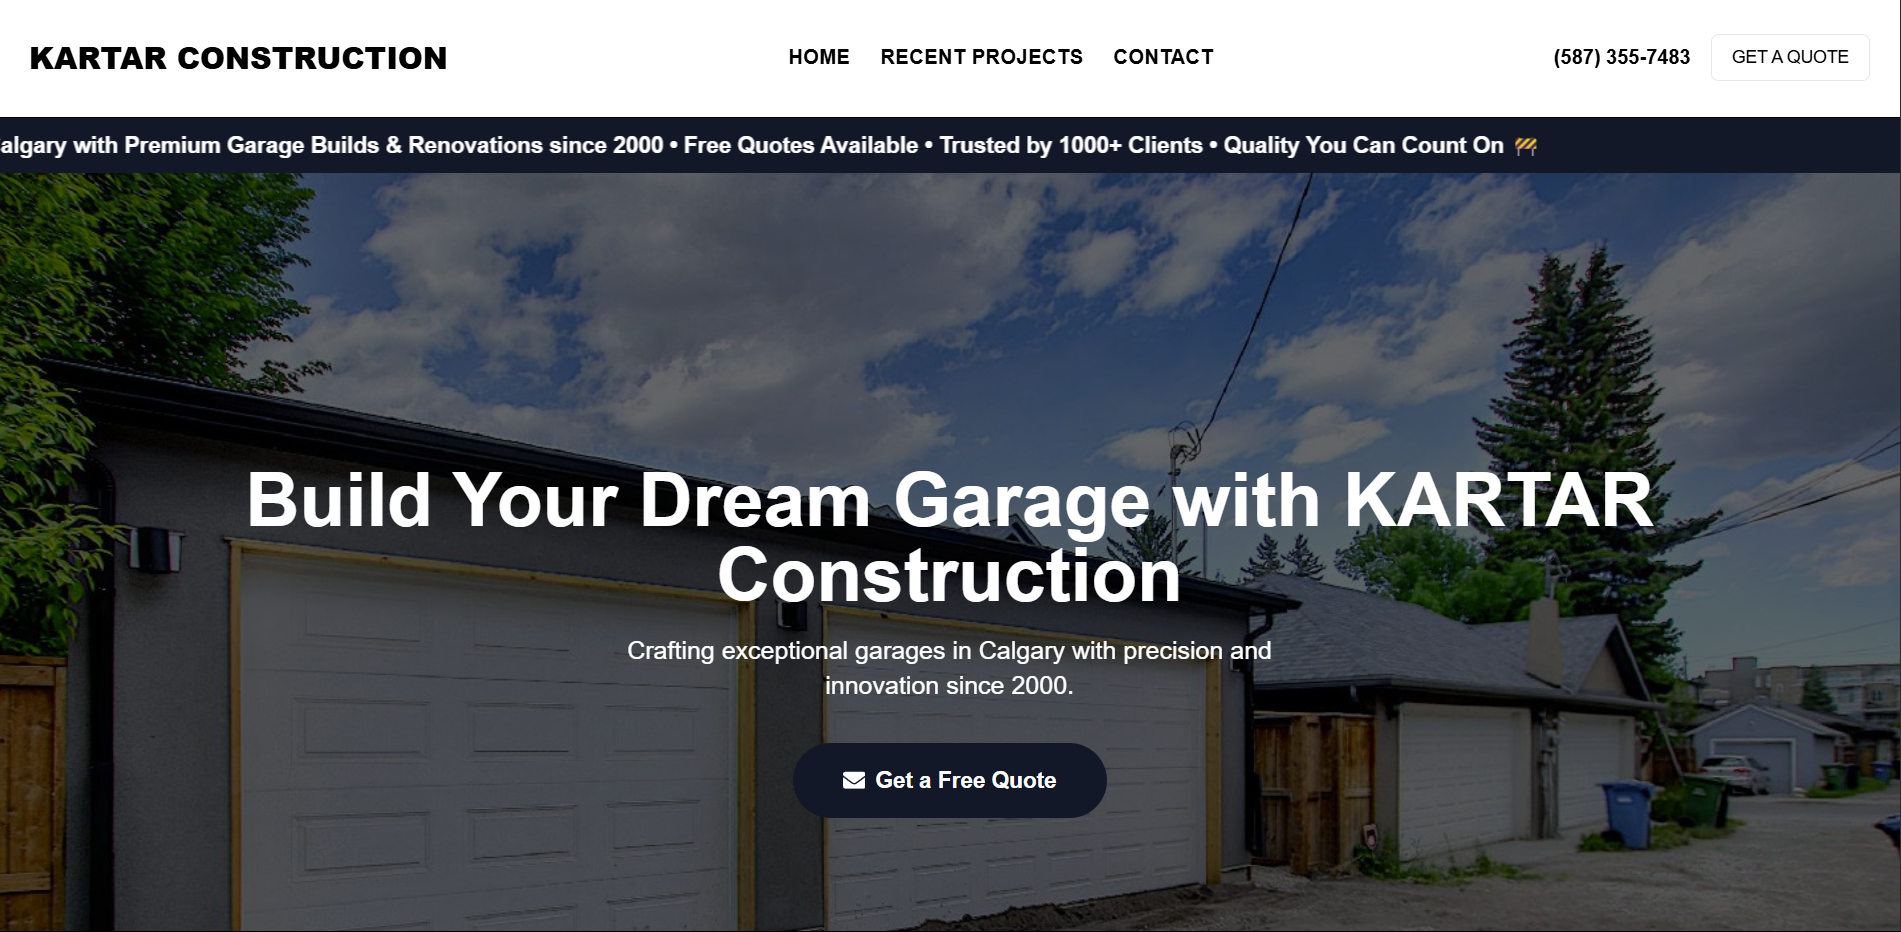 KARTAR CONSTRUCTION
HOME RECENT PROJECTS CONTACT
(587) 355-7483 GET A QUOTE
algary with Premium Garage Builds & Renovations since 2000 • Free Quotes Available • Trusted by 1000+ Clients • Quality You Can Count On 🚧
Build Your Dream Garage with KARTAR
Construction
Crafting exceptional garages in Calgary with precision and
innovation since 2000.
Get a Free Quote